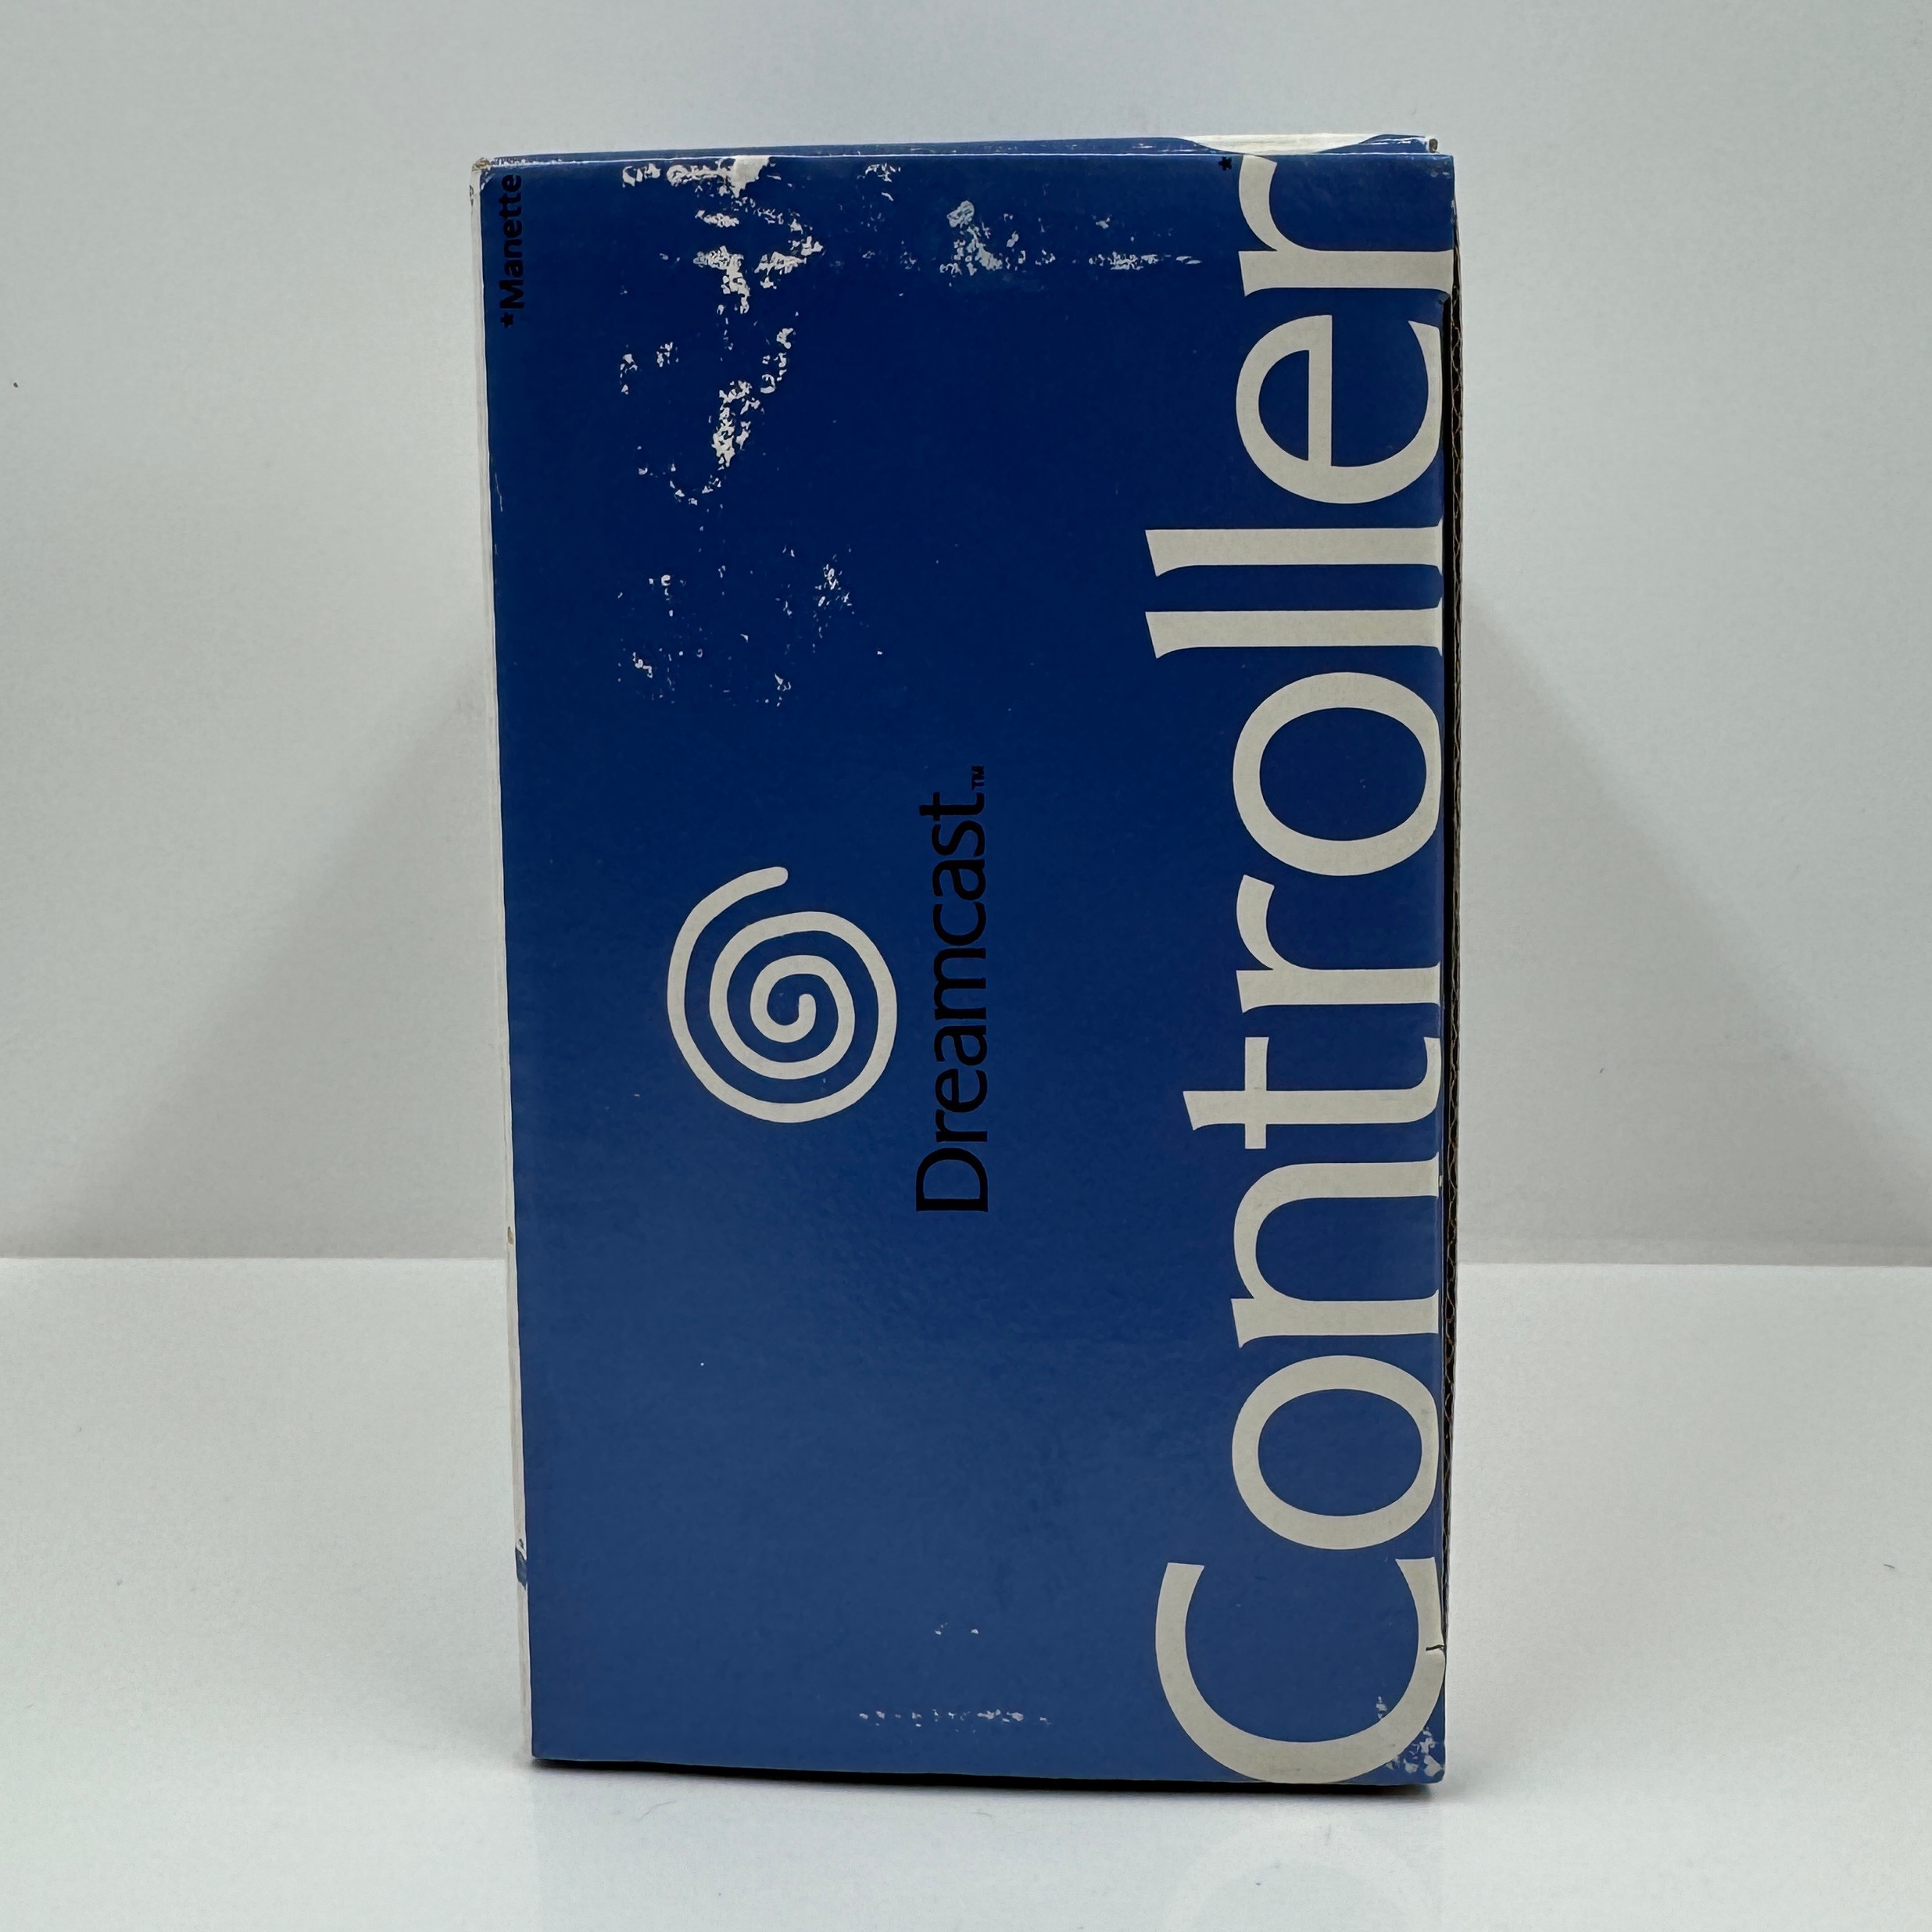 *Manette
Dreamcast™
Controller*